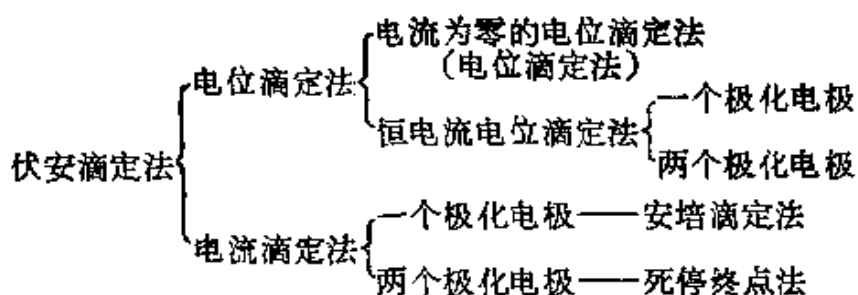 电流为零的电位滴定法
电位滴定法
（电位滴定法）
一个极化电极
恒电流电位滴定法
两个极化电极
伏安滴定法
一个极化电极——安培滴定法
电流滴定法
两个极化电极——死停终点法